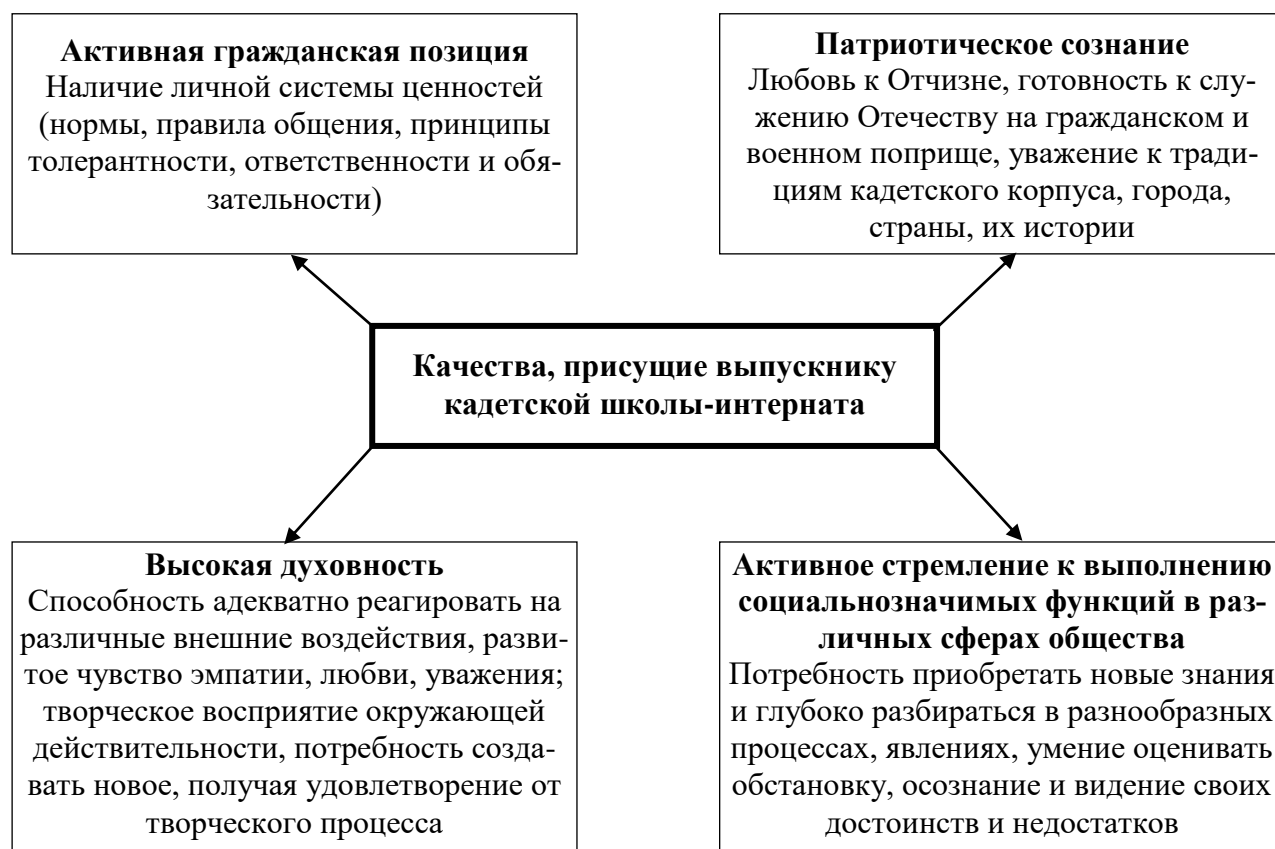 Активная гражданская позиция
Наличие личной системы ценностей
(нормы, правила общения, принципы
толерантности, ответственности и обя-
зательности)
Патриотическое сознание
Любовь к Отчизне, готовность к слу-
жению Отечеству на гражданском и
военном поприще, уважение к тради-
циям кадетского корпуса, города,
страны, их истории
Качества, присущие выпускнику
кадетской школы-интерната
Высокая духовность
Способность адекватно реагировать на
различные внешние воздействия, разви-
тое чувство эмпатии, любви, уважения;
творческое восприятие окружающей
действительности, потребность созда-
вать новое, получая удовлетворение от
творческого процесса
Активное стремление к выполнению
социальнозначимых функций в раз-
личных сферах общества
Потребность приобретать новые знания
и глубоко разбираться в разнообразных
процессах, явлениях, умение оценивать
обстановку, осознание и видение своих
достоинств и недостатков